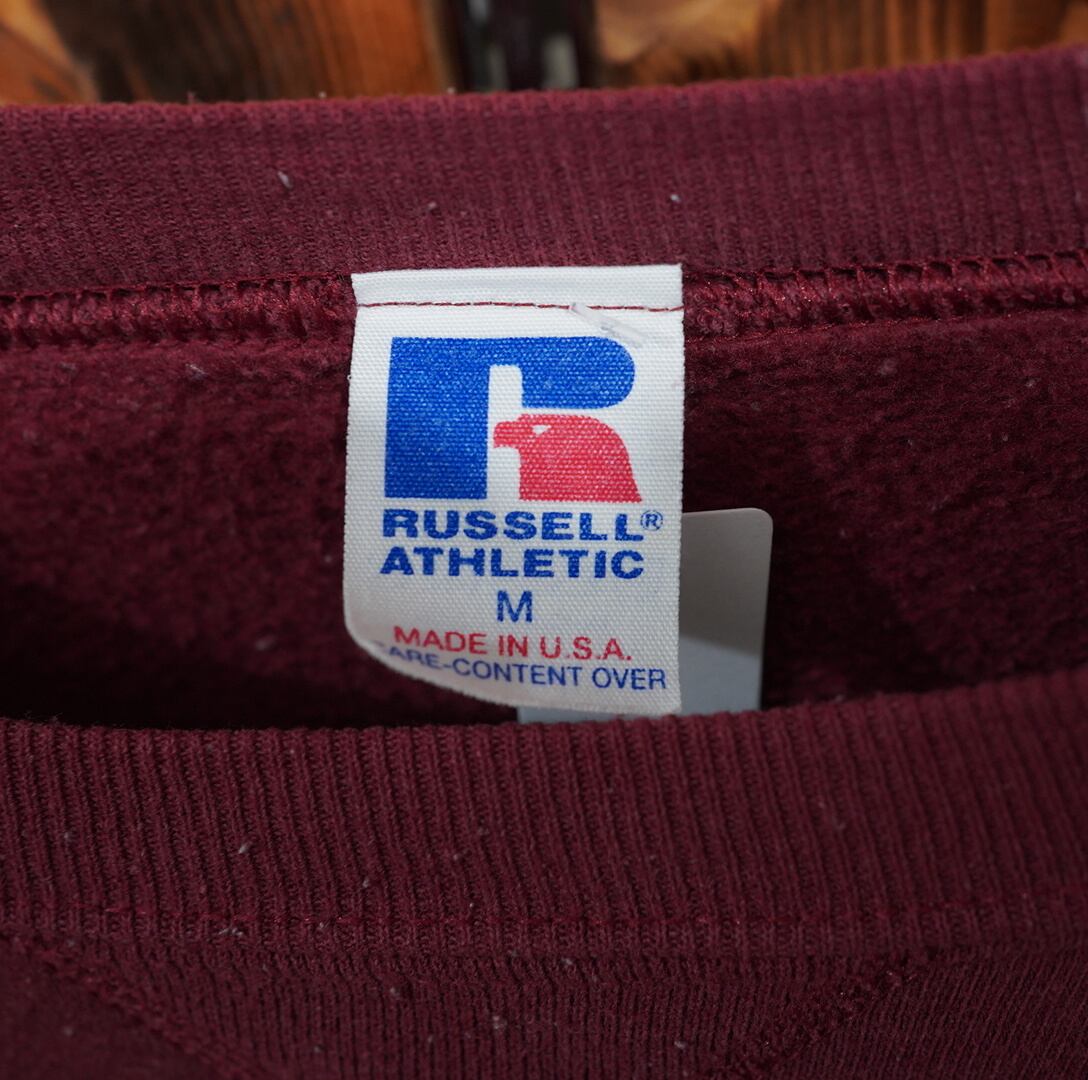 RUSSELL®
ATHLETIC
M
MADE IN U.S.A.
CARE-CONTENT OVER